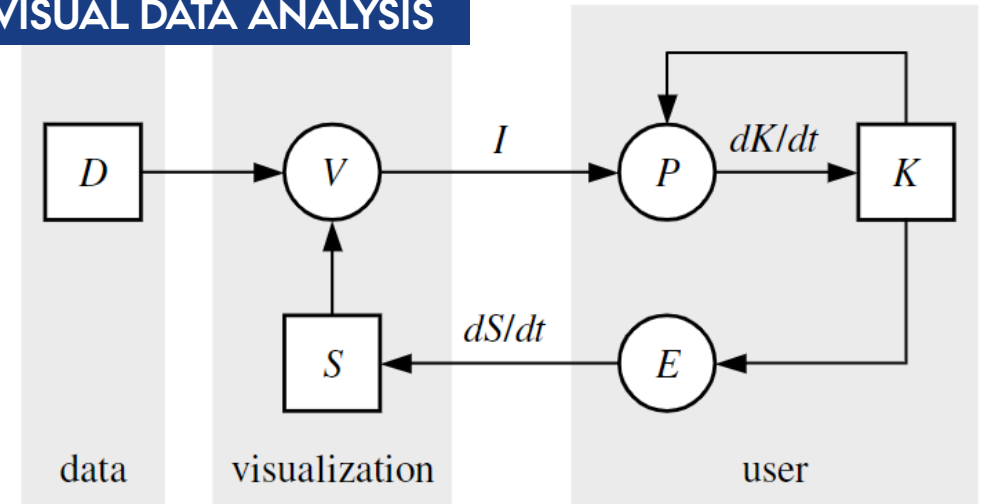 VISUAL DATA ANALYSIS
D
V
I
P
dK/dt
K
S
dS/dt
E
data
visualization
user